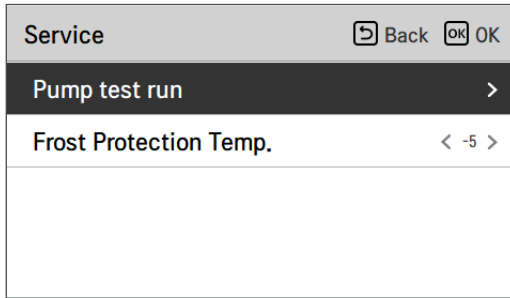 Service Back OK OK
Pump test run >
Frost Protection Temp. < -5 >